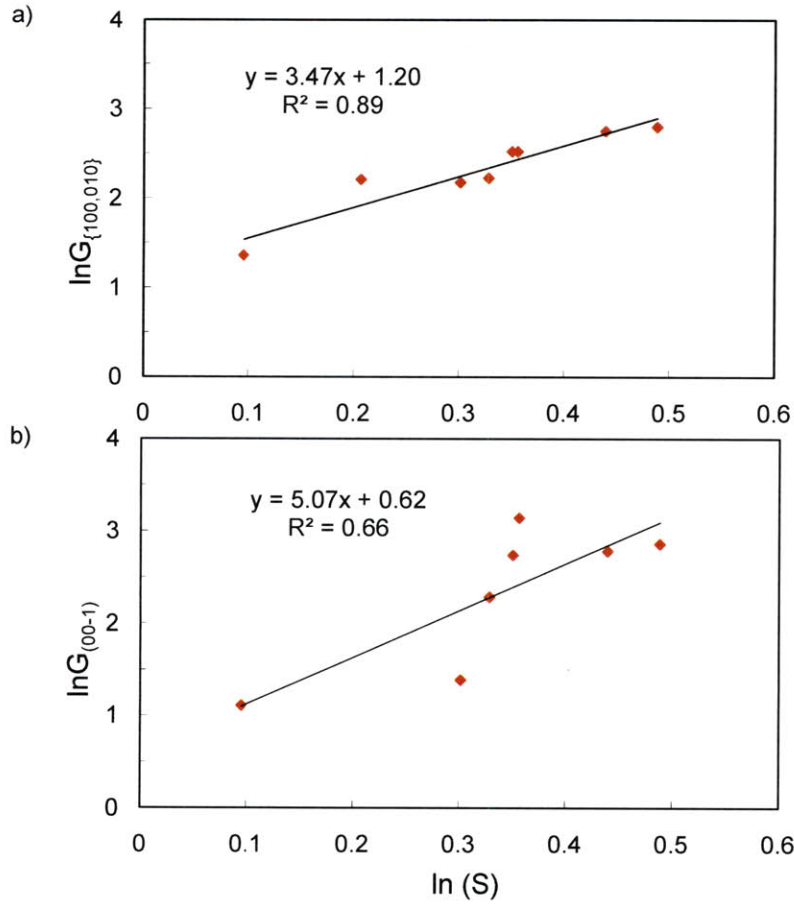 a)
4
3
2
1
0
lnG{100,010}
y = 3.47x + 1.20
R² = 0.89
0 0.1 0.2 0.3 0.4 0.5 0.6
b)
4
3
2
1
0
lnG(00-1)
y = 5.07x + 0.62
R² = 0.66
0 0.1 0.2 0.3 0.4 0.5 0.6
ln (S)